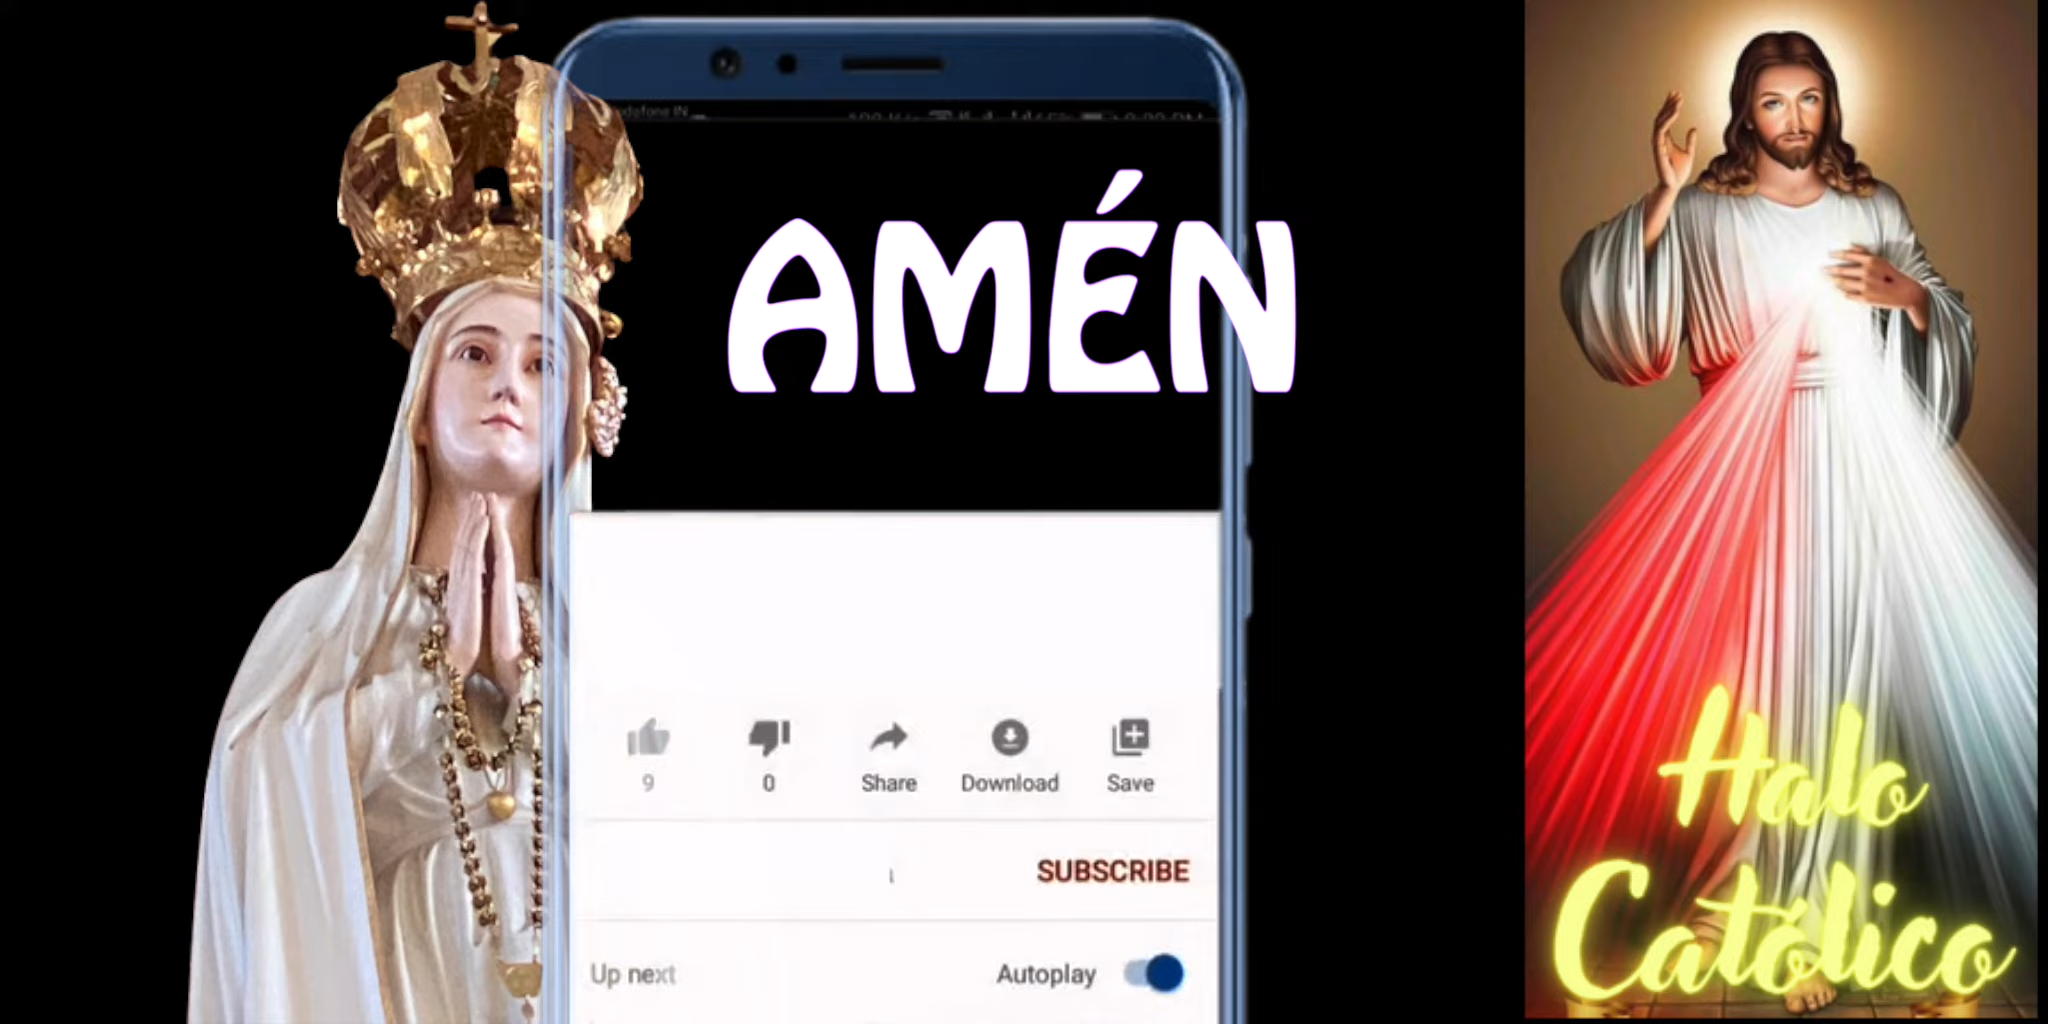 AMÉN
9
0
Share
Download
Save
SUBSCRIBE
Up next
Autoplay
Halo
Católico